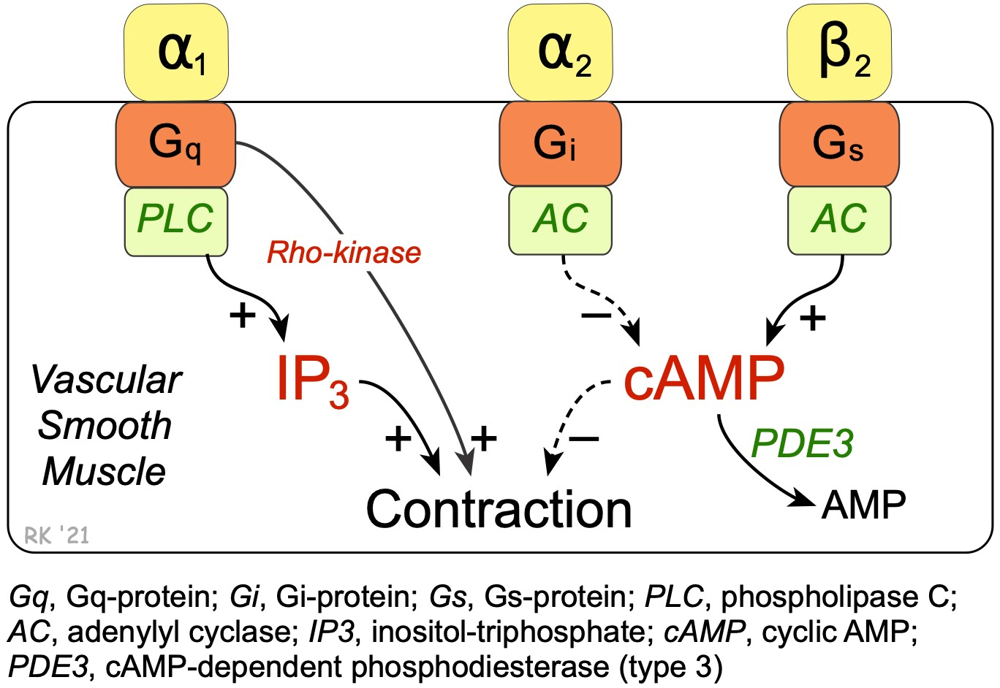 α1
α2
β2
Gq
Gi
Gs
PLC
AC
AC
Rho-kinase
+
–
+
IP3
cAMP
+
+
–
PDE3
Vascular
Smooth
Muscle
Contraction
AMP
RK '21
Gq, Gq-protein; Gi, Gi-protein; Gs, Gs-protein; PLC, phospholipase C;
AC, adenylyl cyclase; IP3, inositol-triphosphate; cAMP, cyclic AMP;
PDE3, cAMP-dependent phosphodiesterase (type 3)